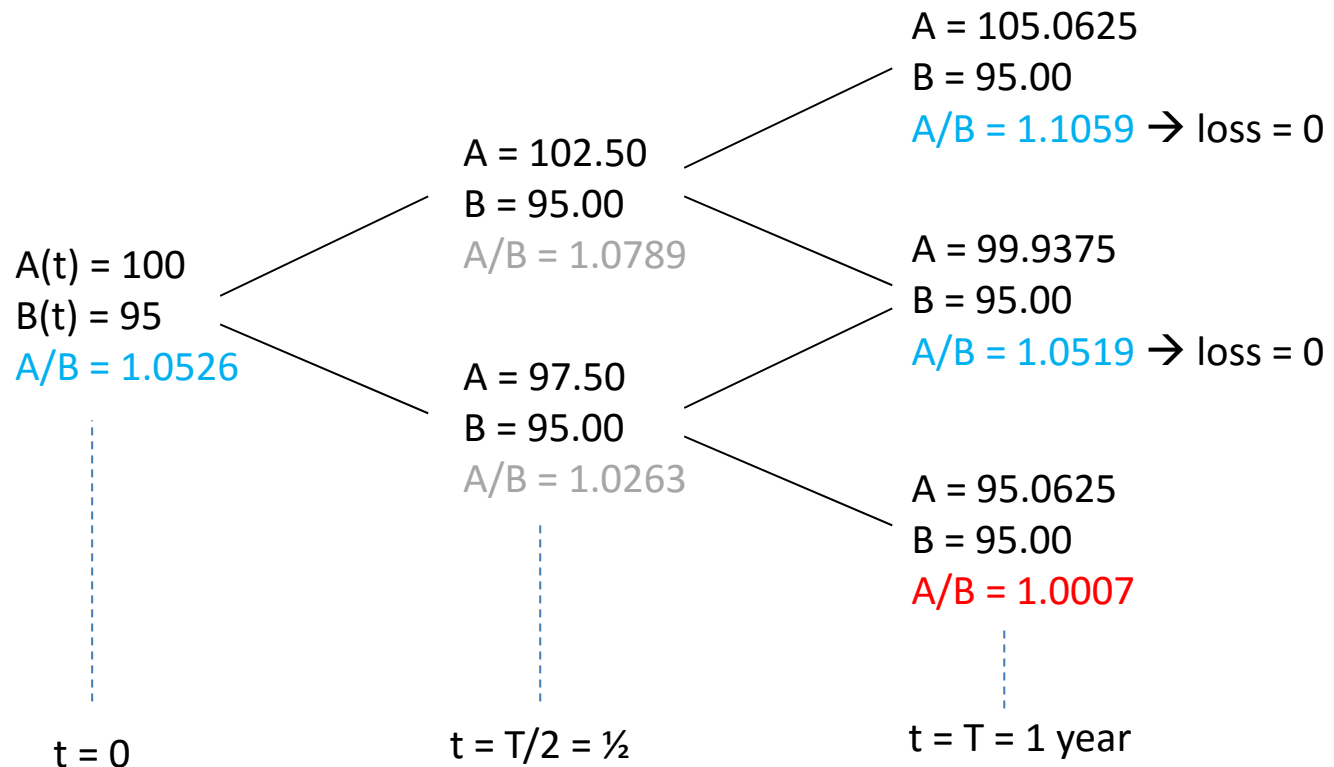 A(t) = 100
B(t) = 95
A/B = 1.0526
t = 0
A = 102.50
B = 95.00
A/B = 1.0789
A = 97.50
B = 95.00
A/B = 1.0263
t = T/2 = ½
A = 105.0625
B = 95.00
A/B = 1.1059 → loss = 0
A = 99.9375
B = 95.00
A/B = 1.0519 → loss = 0
A = 95.0625
B = 95.00
A/B = 1.0007
t = T = 1 year